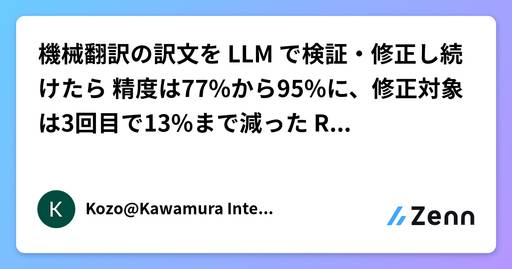 機械翻訳の訳文を LLM で検証・修正し続
けたら 精度は77%から95%に、修正対象
は3回目で13%まで減った R...
K
Kozo@Kawamura Inte...
Zenn